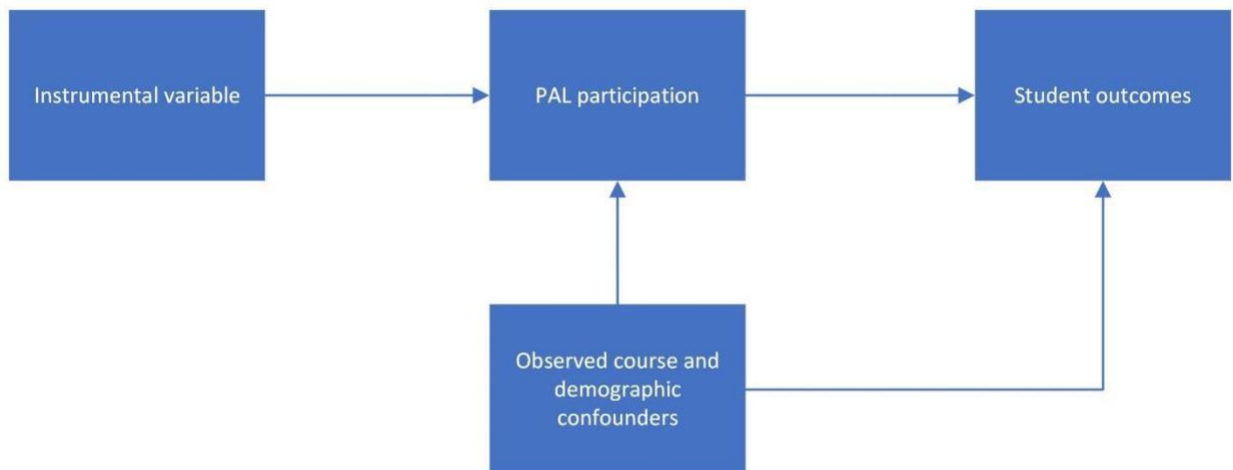 Instrumental variable
PAL participation
Student outcomes
Observed course and
demographic
confounders